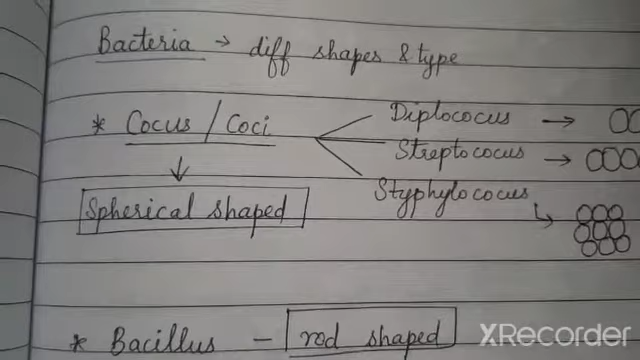 Bacteria → diff shapes & type
* Cocus / Coci
Diplococus →
Streptococus →
Styphylococus
Spherical shaped
* Bacillus - rod shaped
XRecorder